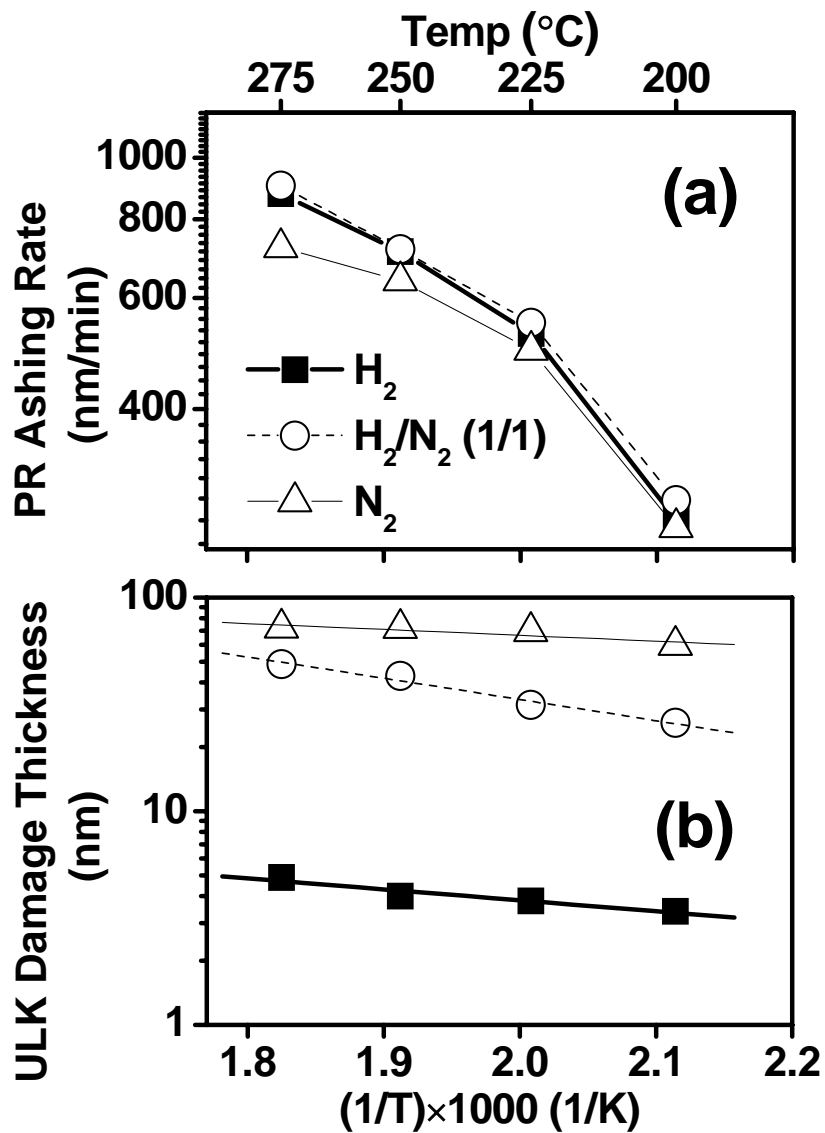 Temp (°C)
275 250 225 200
1000
800
600
400
PR Ashing Rate
(nm/min)
(a)
H₂
H₂/N₂ (1/1)
N₂
100
10
1
ULK Damage Thickness
(nm)
(b)
1.8 1.9 2.0 2.1 2.2
(1/T)×1000 (1/K)